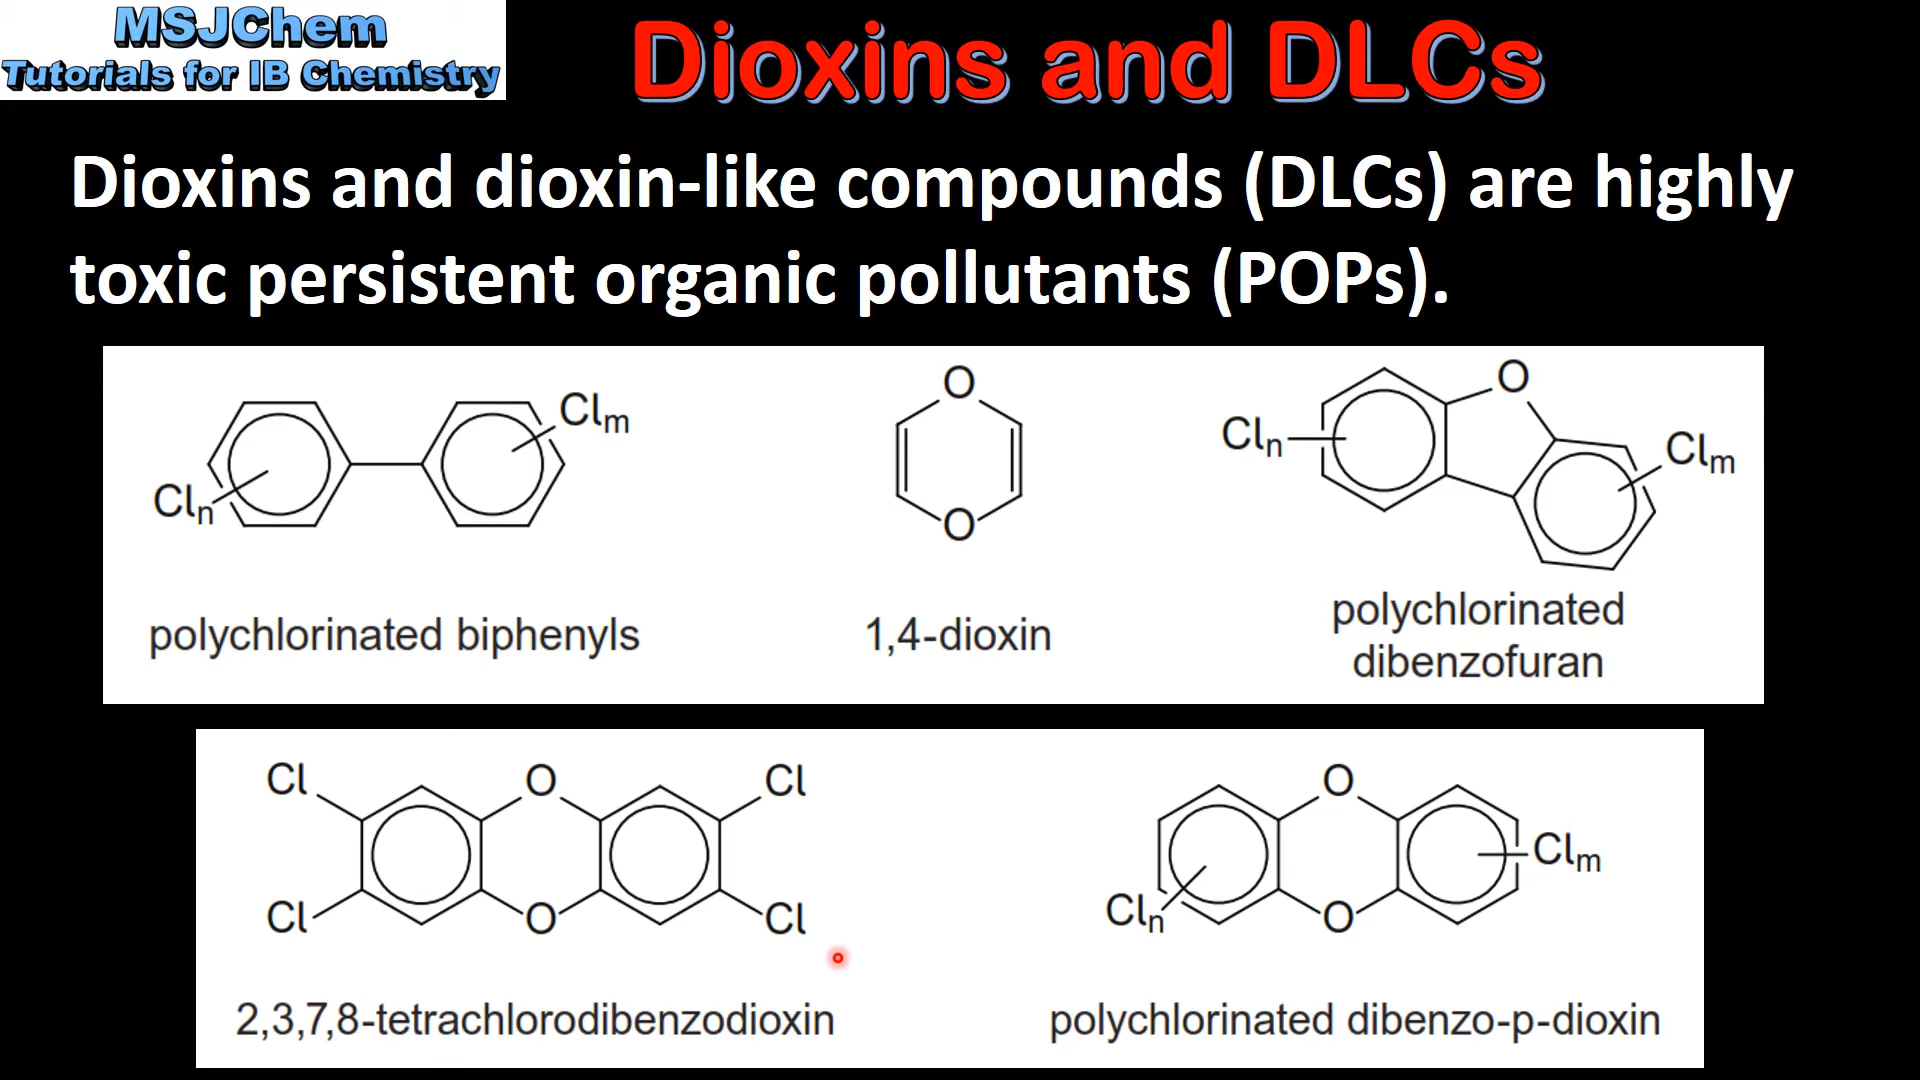 MSJChem
Tutorials for IB Chemistry
Dioxins and DLCs
Dioxins and dioxin-like compounds (DLCs) are highly
toxic persistent organic pollutants (POPs).
Clm
Cln
polychlorinated biphenyls
O
O
1,4-dioxin
O
Cln
Clm
polychlorinated
dibenzofuran
Cl
O
Cl
Cl
O
Cl
2,3,7,8-tetrachlorodibenzodioxin
O
Clm
Cln
O
polychlorinated dibenzo-p-dioxin